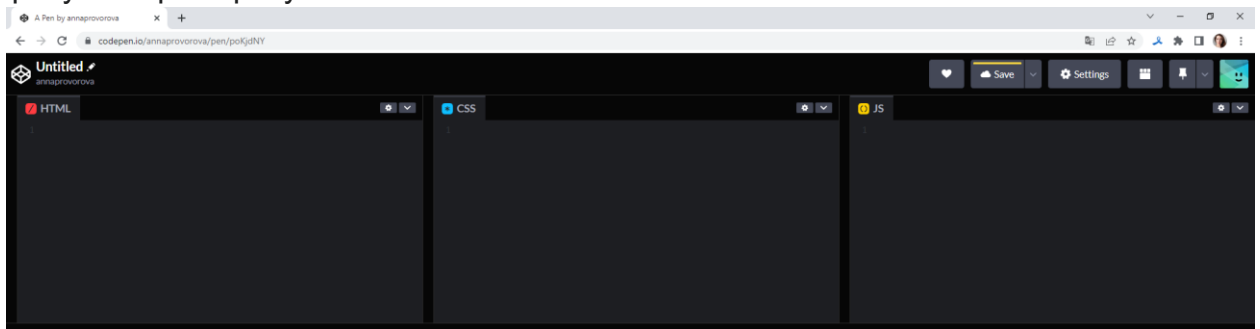 A Pen by annaprovorova
codepen.io/annaprovorova/pen/poKjdNY
Untitled
annaprovorova
Save
Settings
HTML
CSS
JS
1
1
1